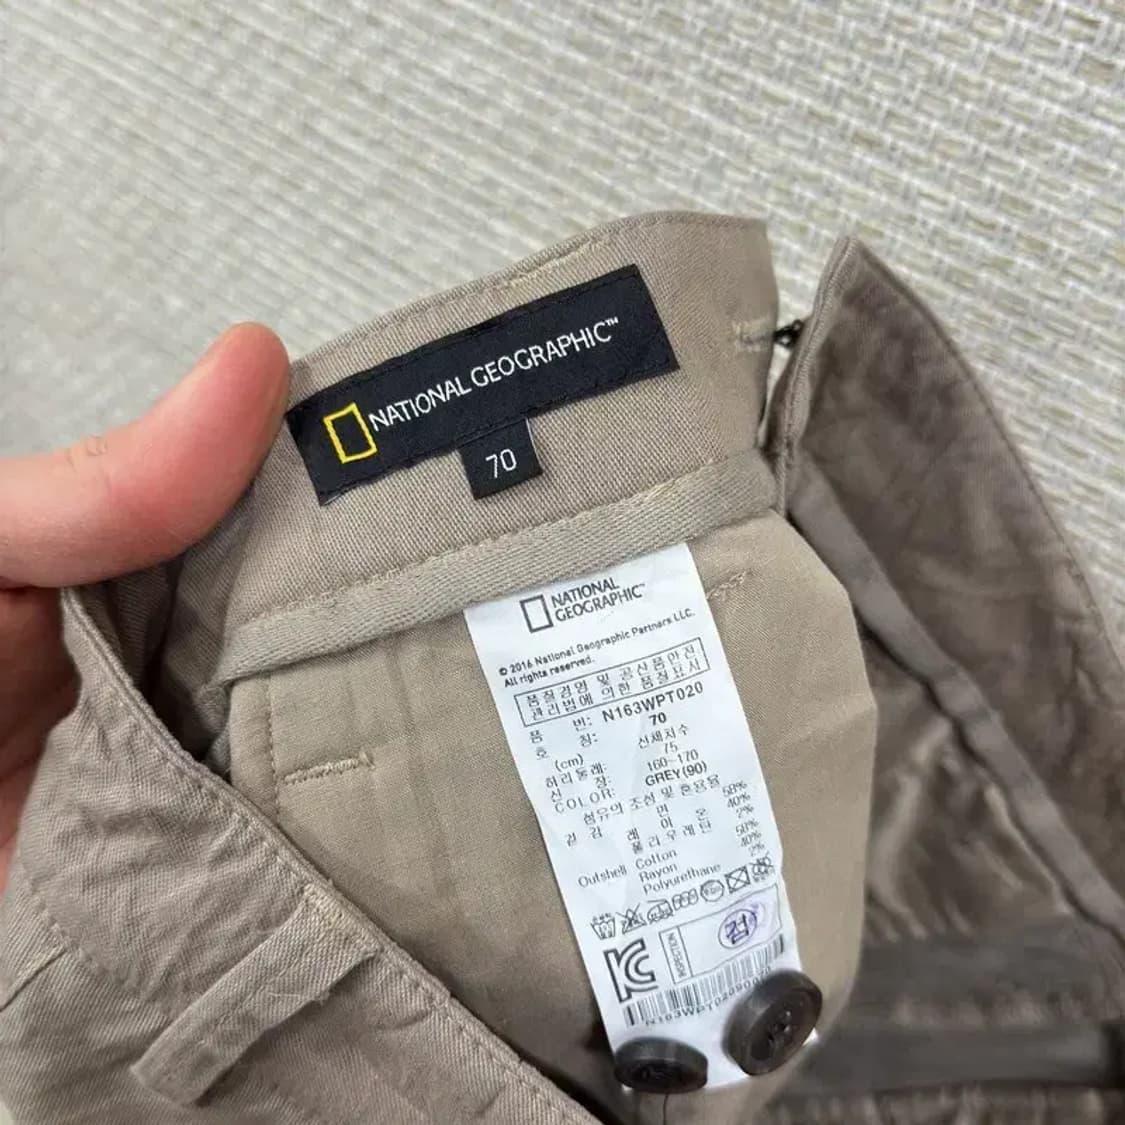 NATIONAL GEOGRAPHIC™
70
NATIONAL
GEOGRAPHIC™
© 2016 National Geographic Partners LLC.
All rights reserved.
품질경영 및 공산품안전
관리법에 의한 품질표시
품 번: N163WPT020
호 칭: 70
(cm) 신체치수
허리둘레: 75
신 장: 160-170
COLOR: GREY(90)
섬유의 조성 및 혼용율
겉 감 면 58%
레 이 온 40%
폴리우레탄 2%
Outshell Cotton 58%
Rayon 40%
Polyurethane 2%
INSPECTION
검